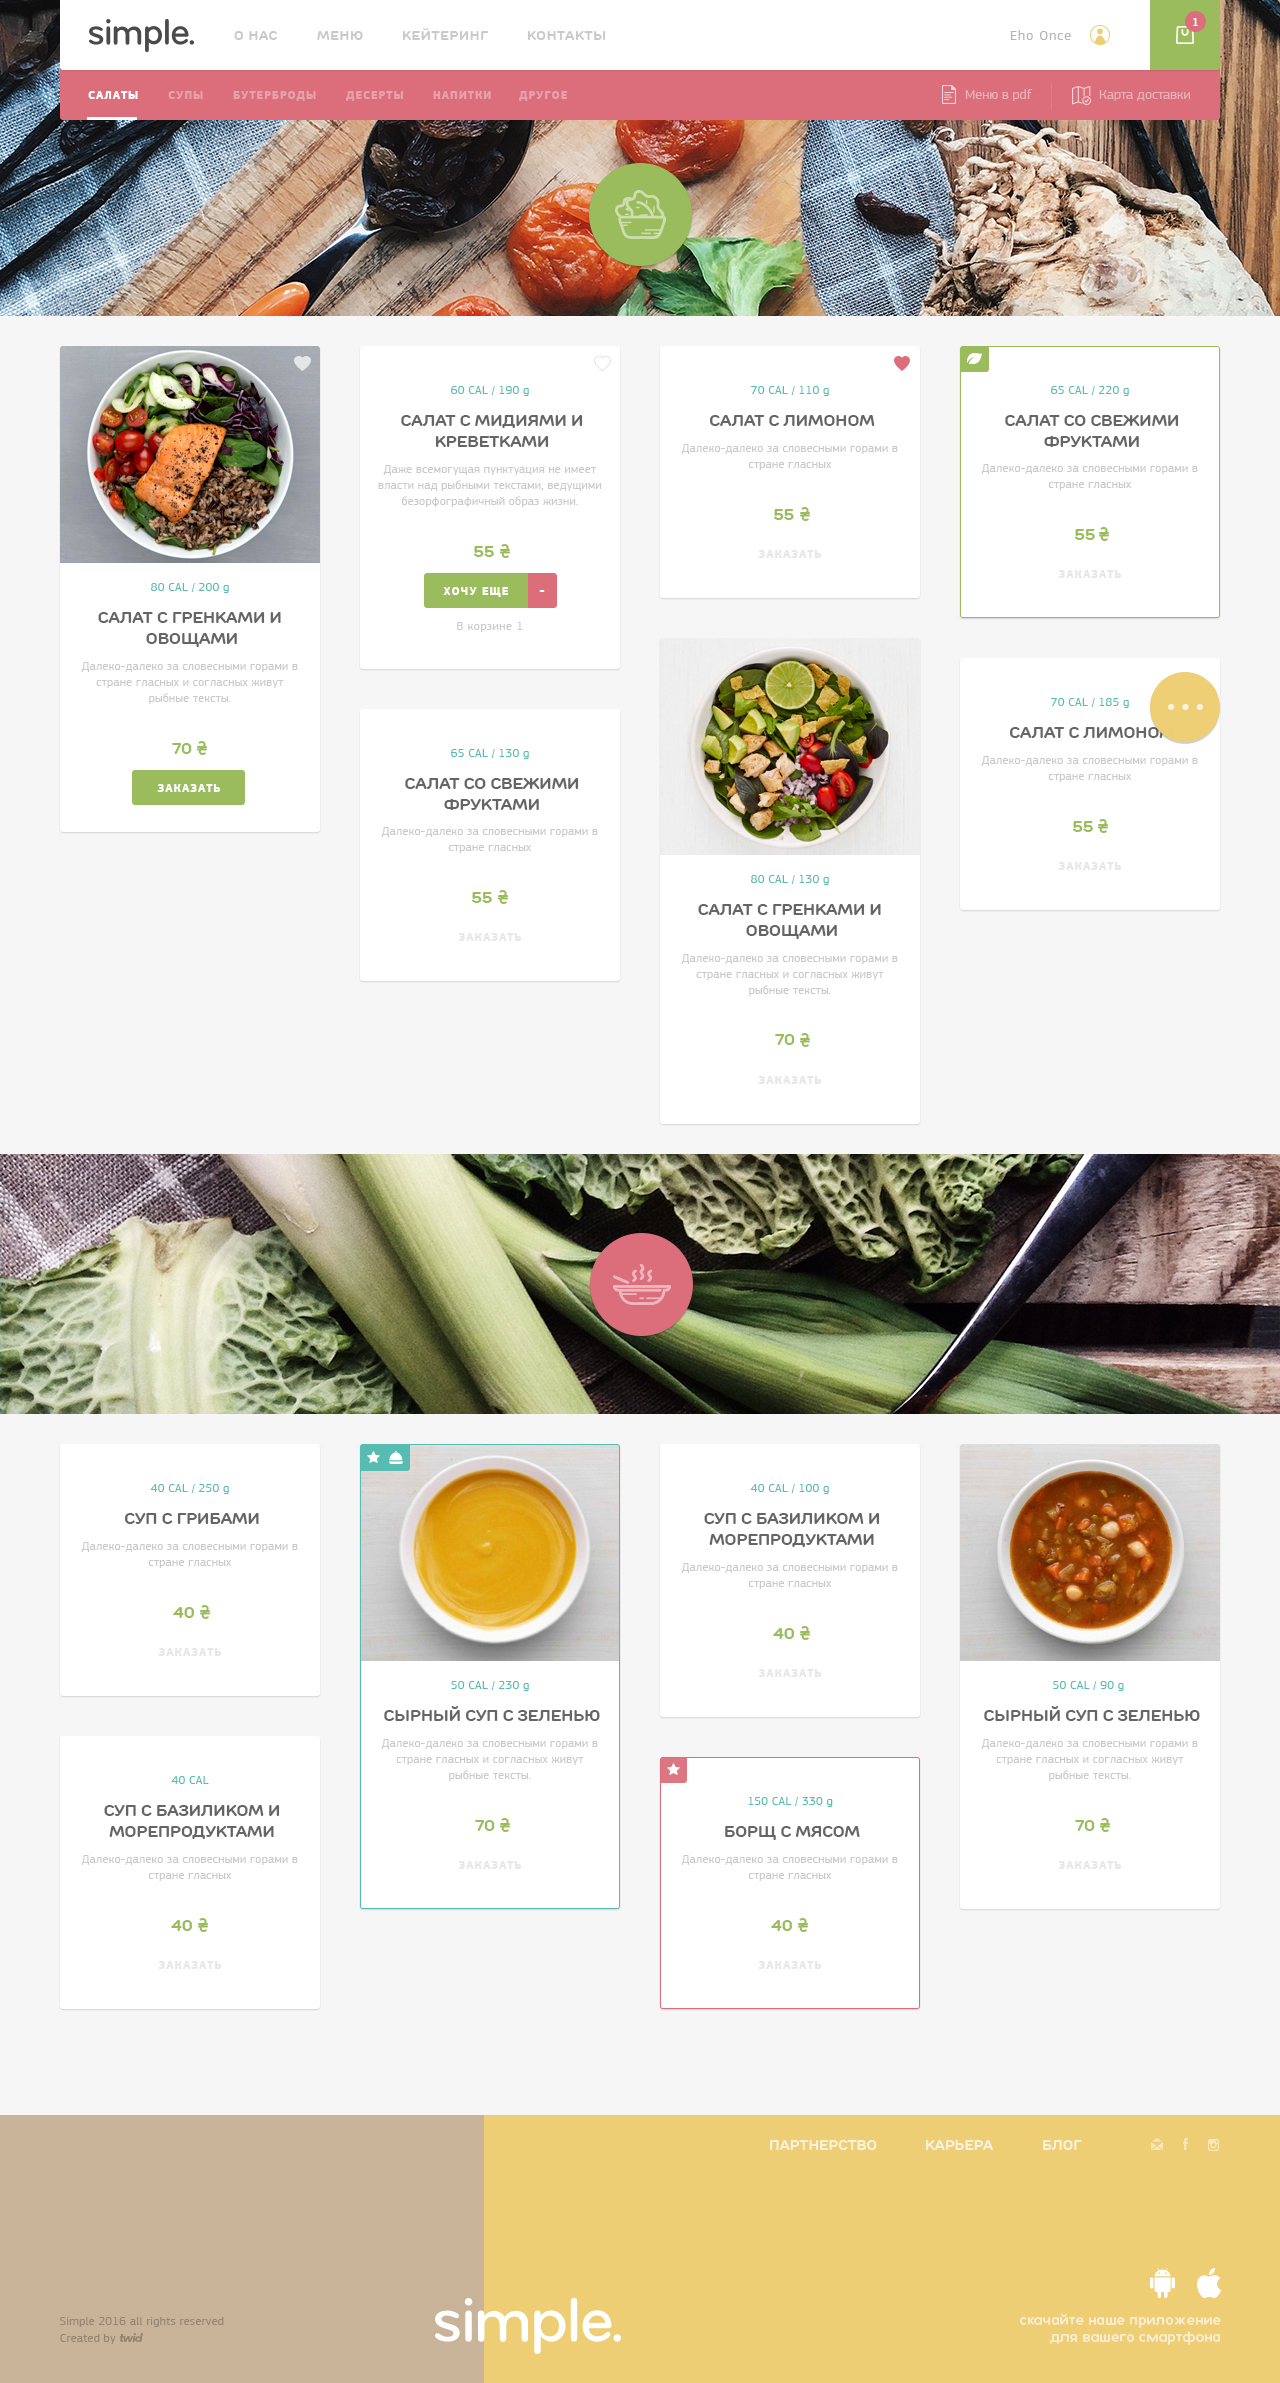 simple.
О НАС
МЕНЮ
КЕЙТЕРИНГ
КОНТАКТЫ
Eho Once
1
САЛАТЫ
СУПЫ
БУТЕРБРОДЫ
ДЕСЕРТЫ
НАПИТКИ
ДРУГОЕ
Меню в pdf
Карта доставки
80 CAL / 200 g
САЛАТ С ГРЕНКАМИ И
ОВОЩАМИ
Далеко-далеко за словесными горами в
стране гласных и согласных живут
рыбные тексты.
70 ₴
ЗАКАЗАТЬ
60 CAL / 190 g
САЛАТ С МИДИЯМИ И
КРЕВЕТКАМИ
Даже всемогущая пунктуация не имеет
власти над рыбными текстами, ведущими
безорфографичный образ жизни.
55 ₴
ХОЧУ ЕЩЕ
-
В корзине 1
65 CAL / 130 g
САЛАТ СО СВЕЖИМИ
ФРУКТАМИ
Далеко-далеко за словесными горами в
стране гласных
55 ₴
ЗАКАЗАТЬ
70 CAL / 110 g
САЛАТ С ЛИМОНОМ
Далеко-далеко за словесными горами в
стране гласных
55 ₴
ЗАКАЗАТЬ
80 CAL / 130 g
САЛАТ С ГРЕНКАМИ И
ОВОЩАМИ
Далеко-далеко за словесными горами в
стране гласных и согласных живут
рыбные тексты.
70 ₴
ЗАКАЗАТЬ
65 CAL / 220 g
САЛАТ СО СВЕЖИМИ
ФРУКТАМИ
Далеко-далеко за словесными горами в
стране гласных
55 ₴
ЗАКАЗАТЬ
70 CAL / 185 g
САЛАТ С ЛИМОНО
Далеко-далеко за словесными горами в
стране гласных
55 ₴
ЗАКАЗАТЬ
40 CAL / 250 g
СУП С ГРИБАМИ
Далеко-далеко за словесными горами в
стране гласных
40 ₴
ЗАКАЗАТЬ
40 CAL
СУП С БАЗИЛИКОМ И
МОРЕПРОДУКТАМИ
Далеко-далеко за словесными горами в
стране гласных
40 ₴
ЗАКАЗАТЬ
50 CAL / 230 g
СЫРНЫЙ СУП С ЗЕЛЕНЬЮ
Далеко-далеко за словесными горами в
стране гласных и согласных живут
рыбные тексты.
70 ₴
ЗАКАЗАТЬ
40 CAL / 100 g
СУП С БАЗИЛИКОМ И
МОРЕПРОДУКТАМИ
Далеко-далеко за словесными горами в
стране гласных
40 ₴
ЗАКАЗАТЬ
150 CAL / 330 g
БОРЩ С МЯСОМ
Далеко-далеко за словесными горами в
стране гласных
40 ₴
ЗАКАЗАТЬ
50 CAL / 90 g
СЫРНЫЙ СУП С ЗЕЛЕНЬЮ
Далеко-далеко за словесными горами в
стране гласных и согласных живут
рыбные тексты.
70 ₴
ЗАКАЗАТЬ
ПАРТНЕРСТВО
КАРЬЕРА
БЛОГ
Simple 2016 all rights reserved
Created by twid
simple.
скачайте наше приложение
для вашего смартфона